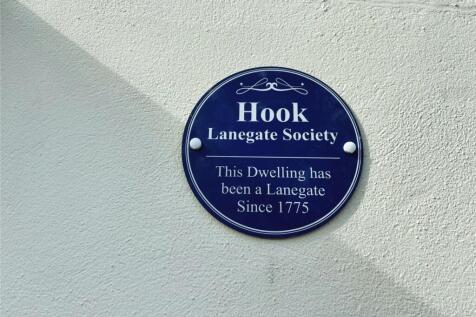 Hook
Lanegate Society
This Dwelling has
been a Lanegate
Since 1775